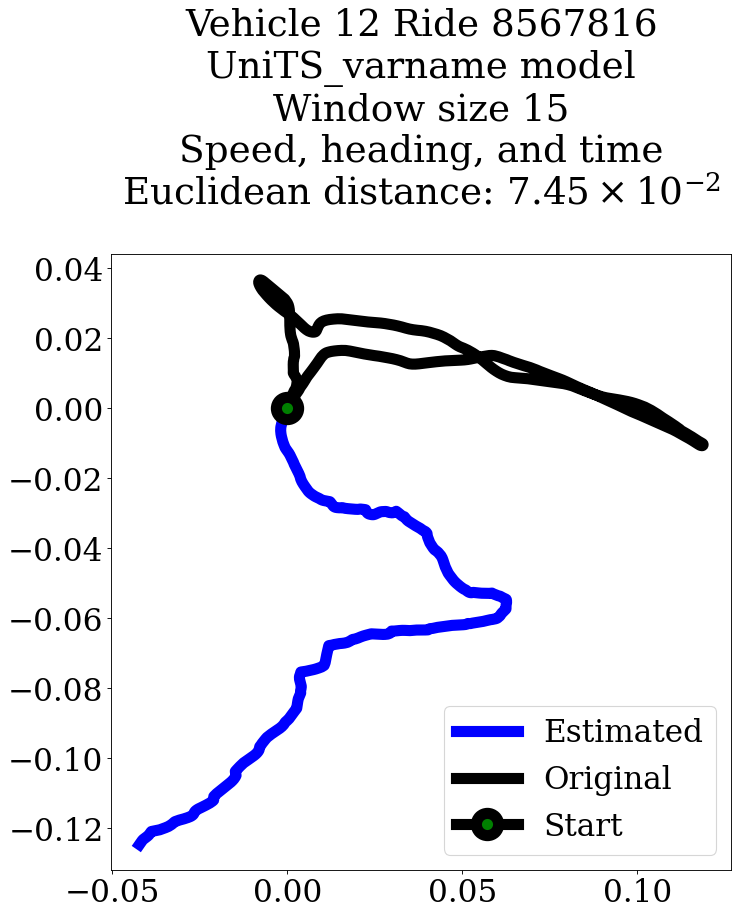 Vehicle 12 Ride 8567816
UniTS_varname model
Window size 15
Speed, heading, and time
Euclidean distance: $7.45 \times 10^{-2}$
0.04
0.02
0.00
−0.02
−0.04
−0.06
−0.08
−0.10
−0.12
Estimated
Original
Start
−0.05 0.00 0.05 0.10